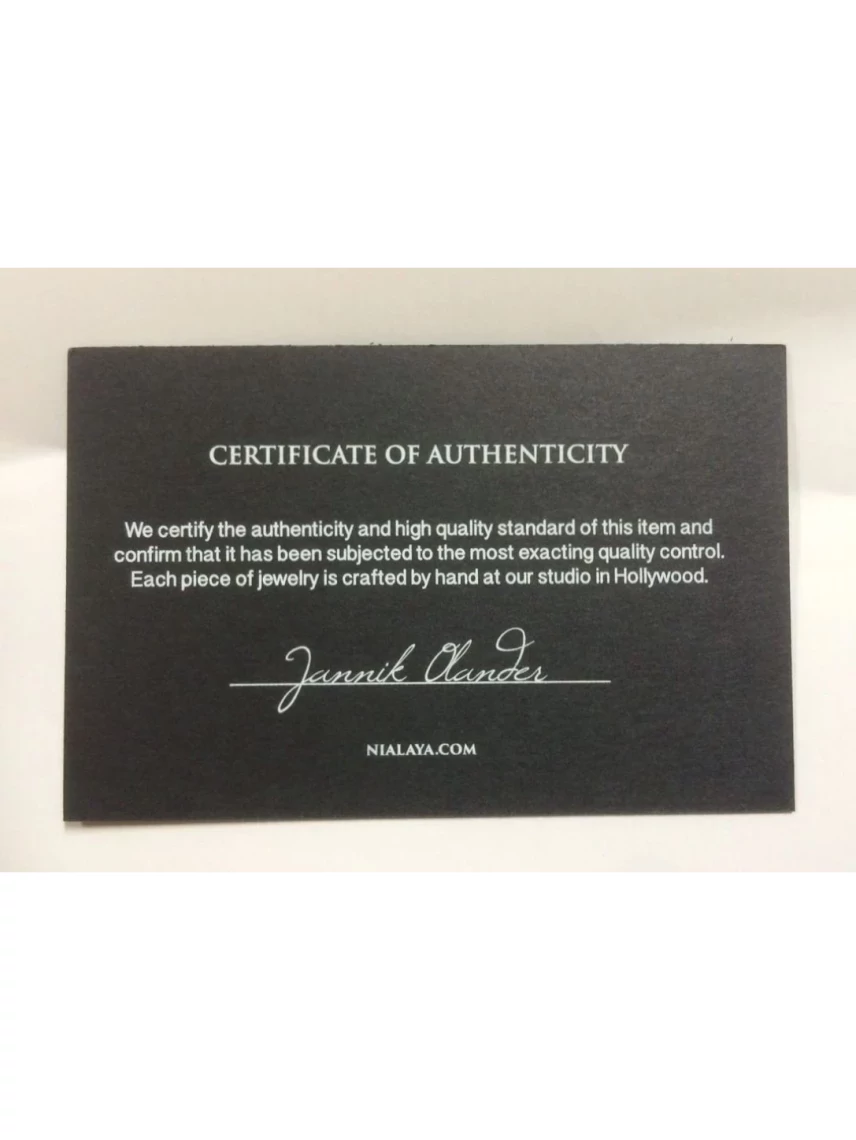 CERTIFICATE OF AUTHENTICITY
We certify the authenticity and high quality standard of this item and
confirm that it has been subjected to the most exacting quality control.
Each piece of jewelry is crafted by hand at our studio in Hollywood.
Jannik Olander
NIALAYA.COM